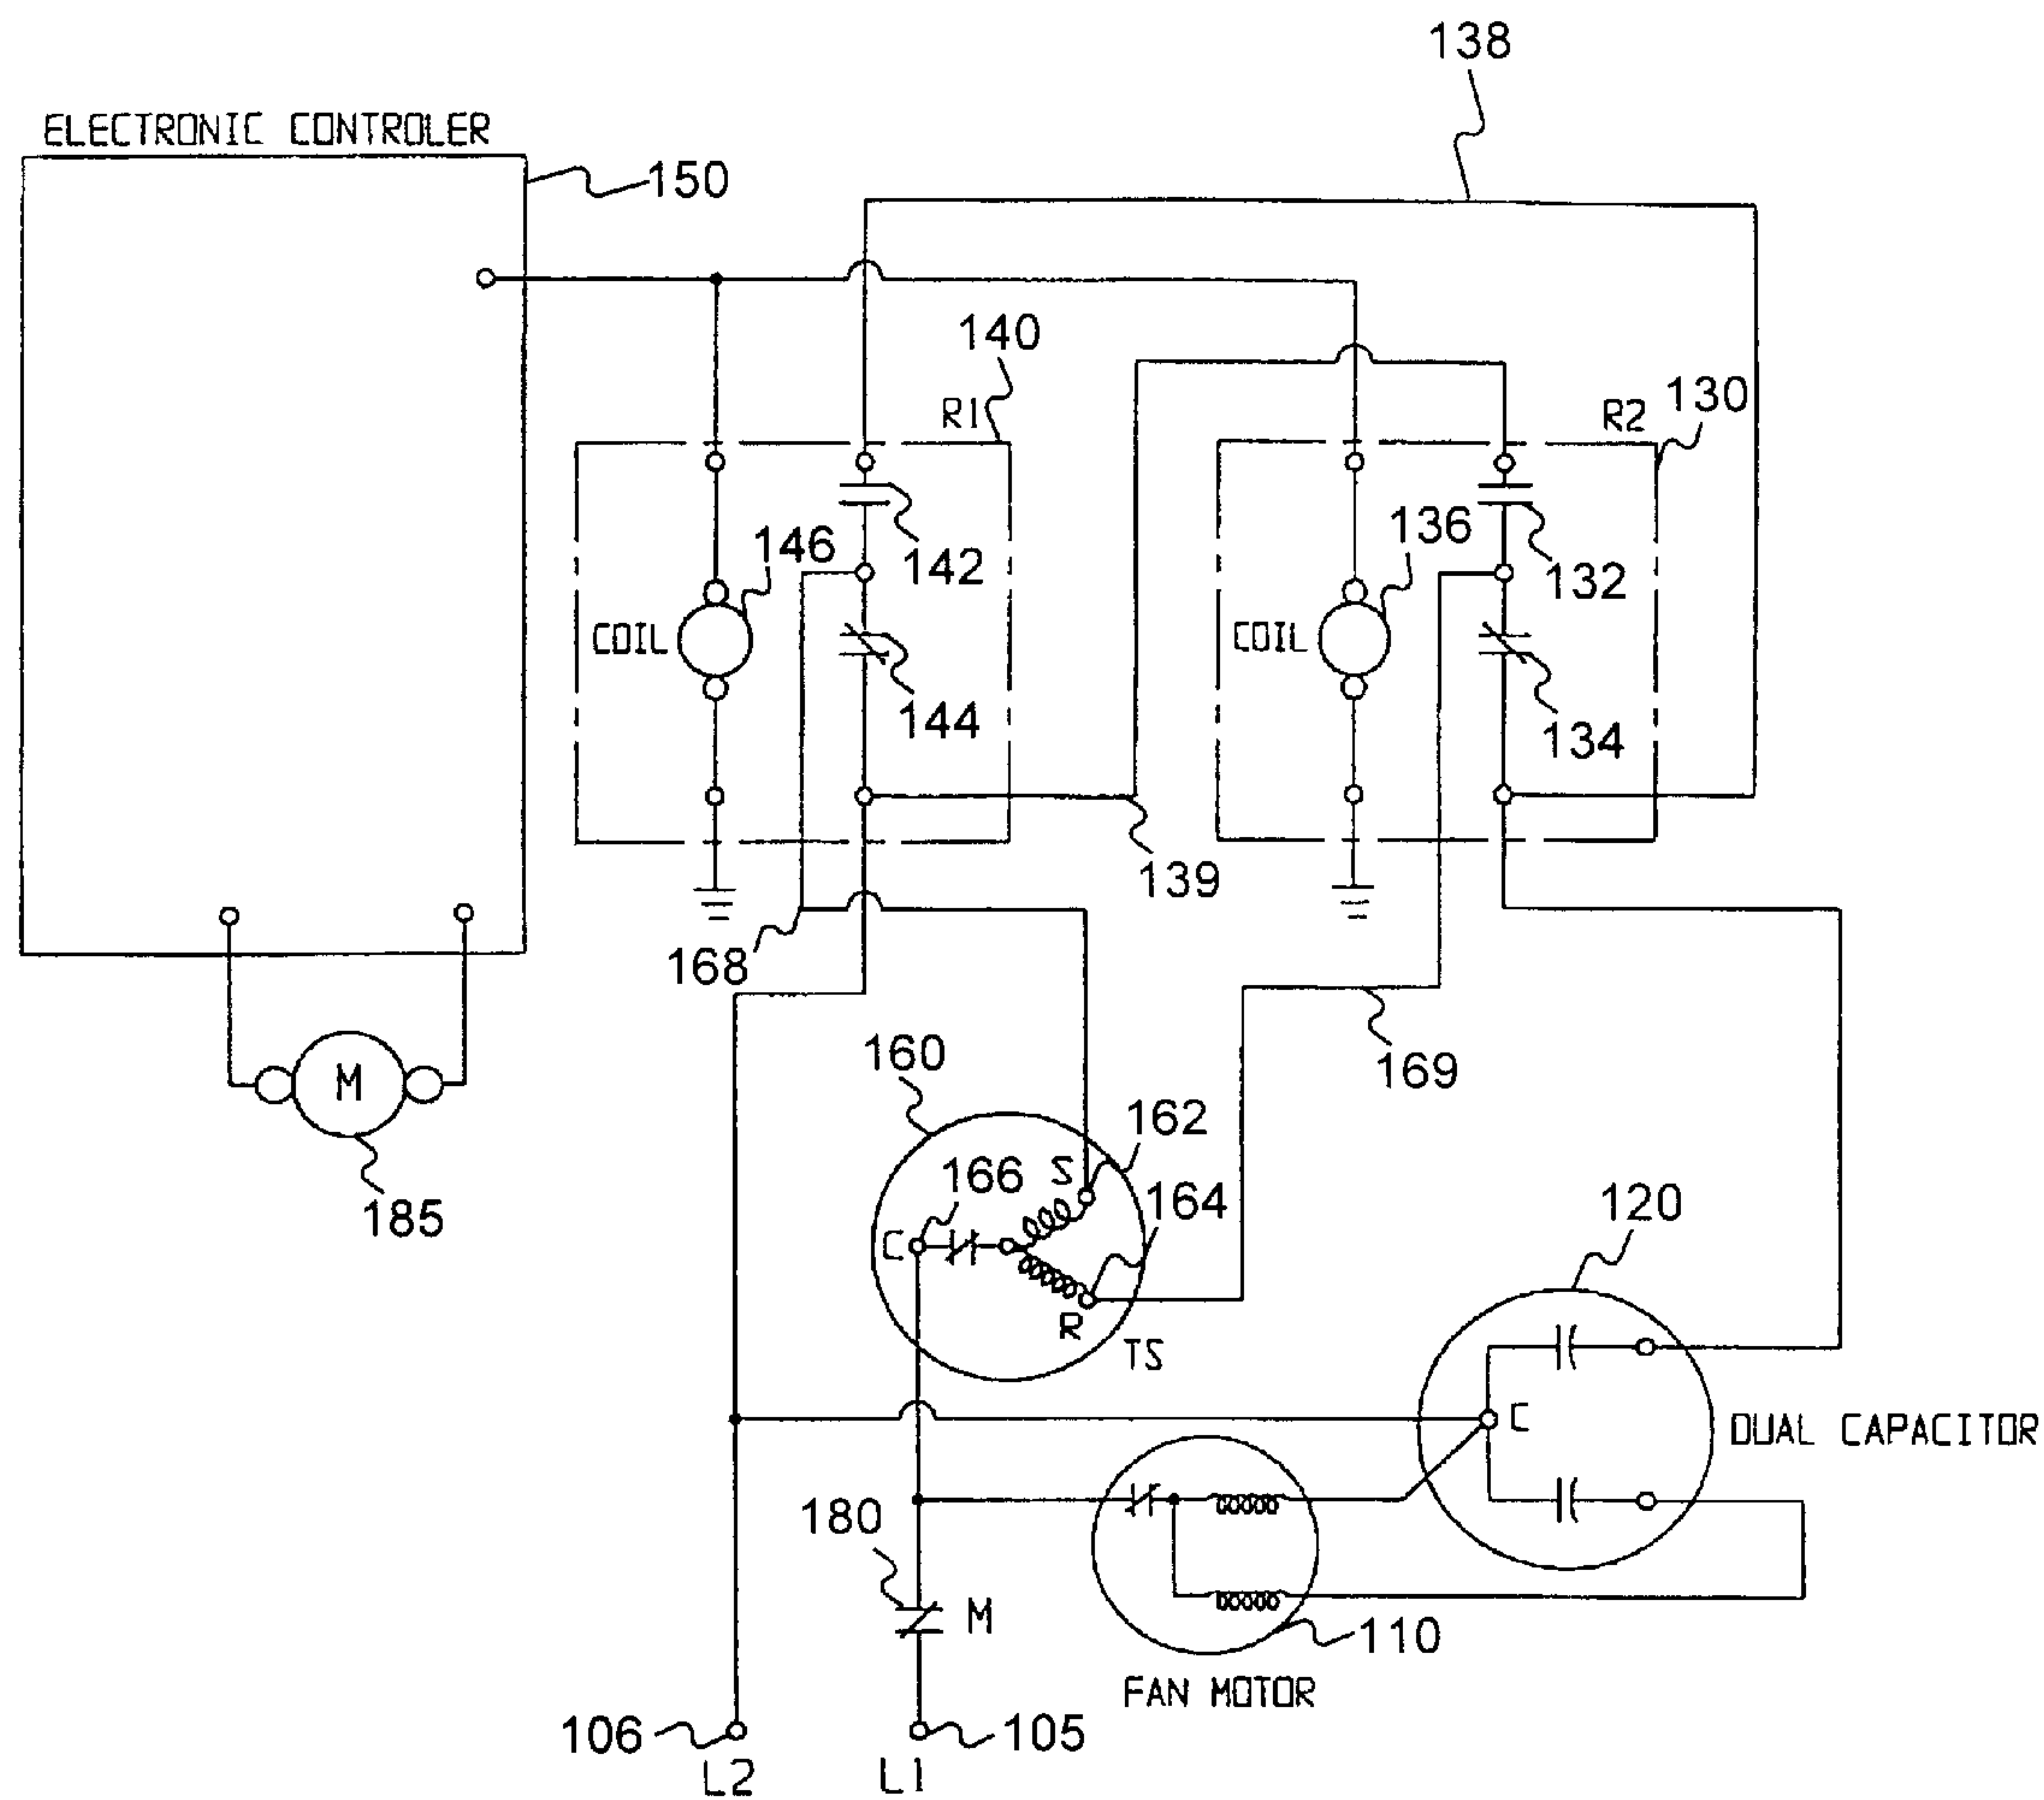 138
ELECTRONIC CONTROLER
150
140
R1
130
R2
146
142
136
132
COIL
COIL
144
134
139
168
160
169
M
162
S
166
164
185
C
120
R
TS
C
DUAL CAPACITOR
180
M
110
FAN MOTOR
106
105
L2
L1